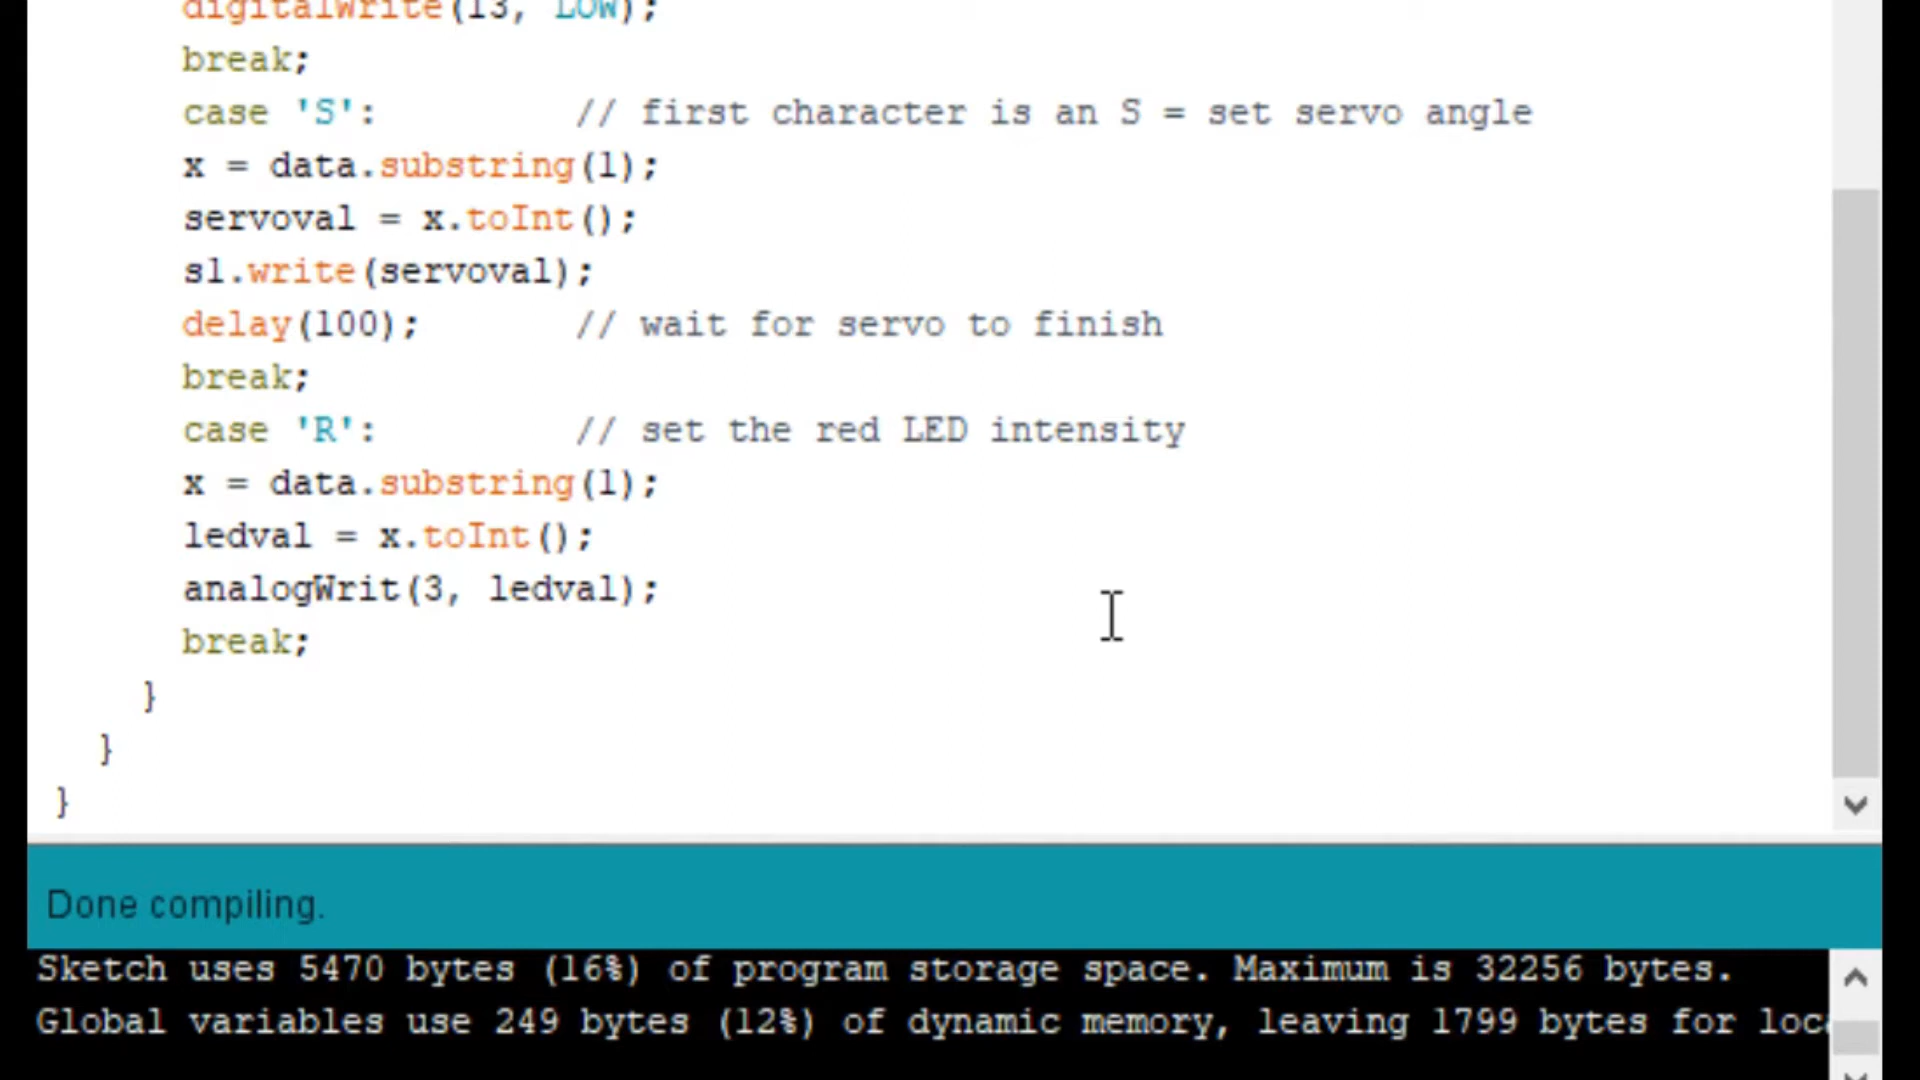 digitalWrite(13, LOW);
break;
case 'S': // first character is an S = set servo angle
x = data.substring(1);
servoval = x.toInt();
s1.write(servoval);
delay(100); // wait for servo to finish
break;
case 'R': // set the red LED intensity
x = data.substring(1);
ledval = x.toInt();
analogWrit(3, ledval);
break;
}
}
}
Done compiling.
Sketch uses 5470 bytes (16%) of program storage space. Maximum is 32256 bytes.
Global variables use 249 bytes (12%) of dynamic memory, leaving 1799 bytes for